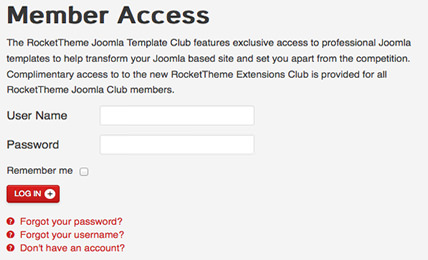 Member Access
The RocketTheme Joomla Template Club features exclusive access to professional Joomla
templates to help transform your Joomla based site and set you apart from the competition.
Complimentary access to to the new RocketTheme Extensions Club is provided for all
RocketTheme Joomla Club members.
User Name
Password
Remember me
LOG IN +
? Forgot your password?
? Forgot your username?
? Don't have an account?